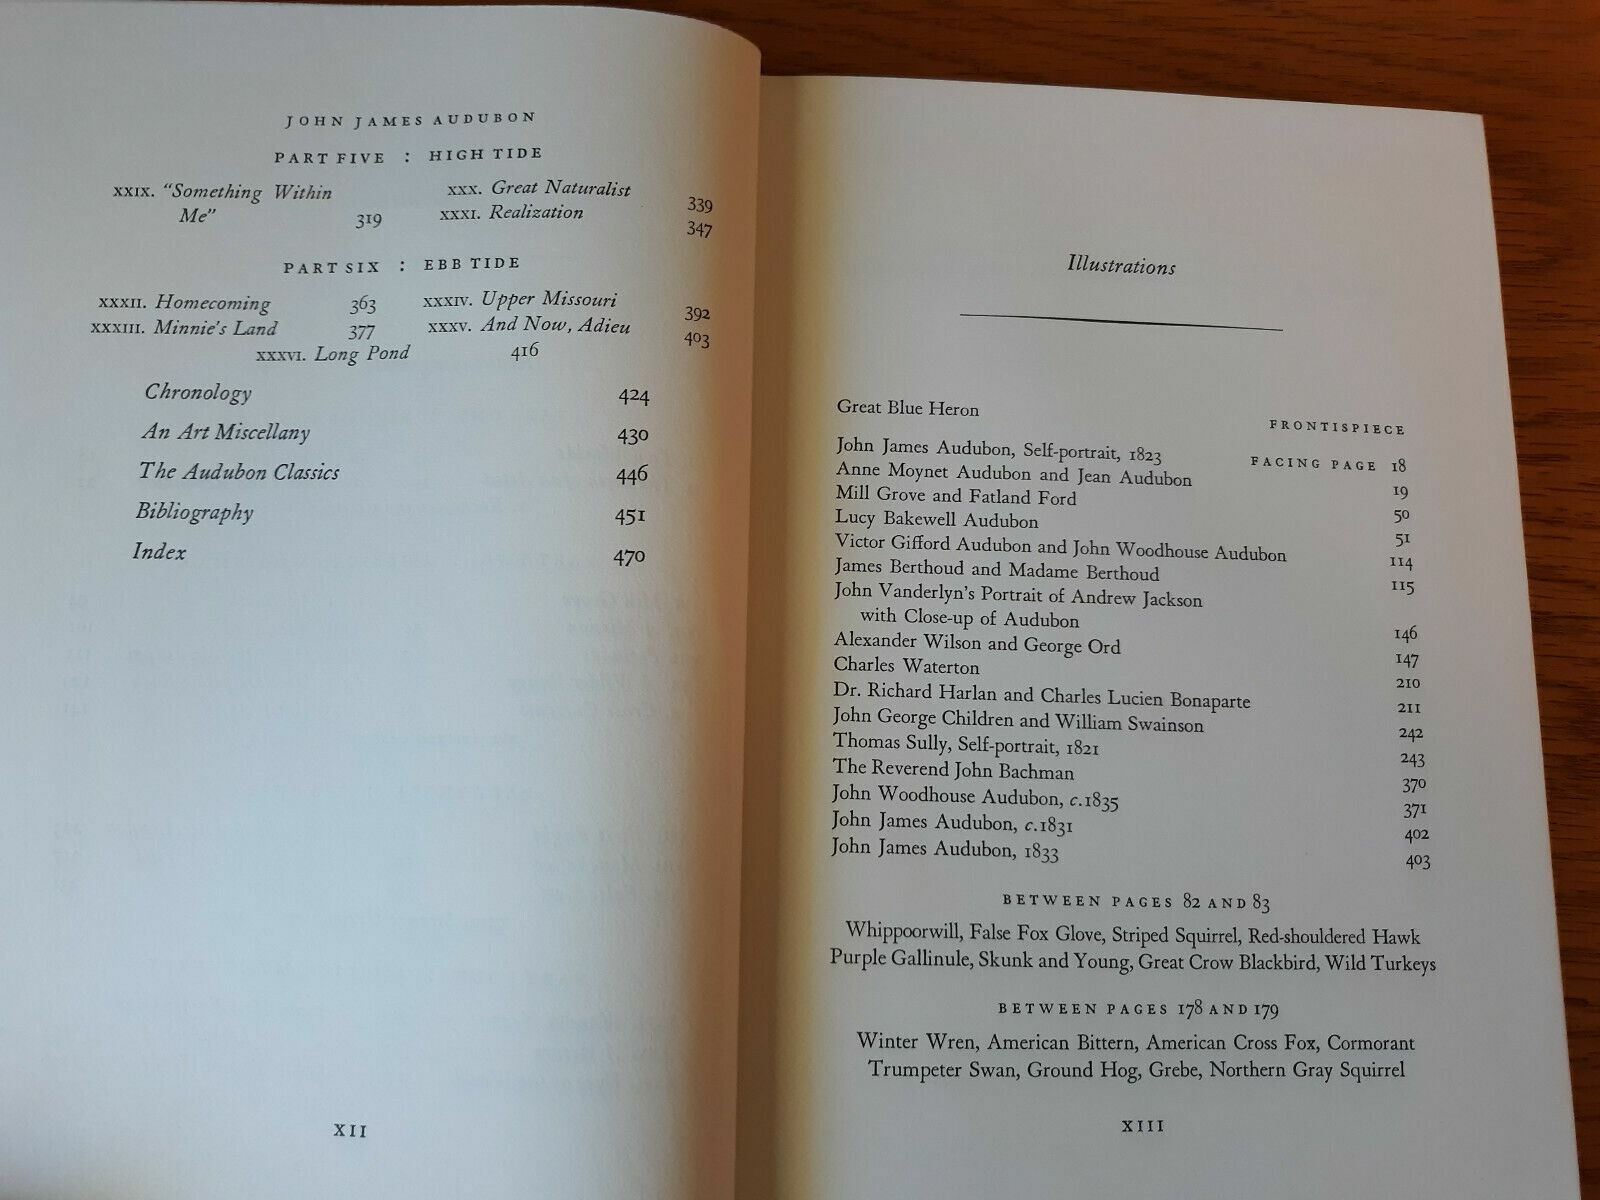 JOHN JAMES AUDUBON
PART FIVE : HIGH TIDE
XXIX. "Something Within
Me" 319
XXX. Great Naturalist 339
XXXI. Realization 347
PART SIX : EBB TIDE
XXXII. Homecoming 363
XXXIII. Minnie's Land 377
XXXIV. Upper Missouri 392
XXXV. And Now, Adieu 403
XXXVI. Long Pond 416
Chronology 424
An Art Miscellany 430
The Audubon Classics 446
Bibliography 451
Index 470
XII
Illustrations
Great Blue Heron FRONTISPIECE
John James Audubon, Self-portrait, 1823 FACING PAGE 18
Anne Moynet Audubon and Jean Audubon 19
Mill Grove and Fatland Ford 50
Lucy Bakewell Audubon 51
Victor Gifford Audubon and John Woodhouse Audubon 114
James Berthoud and Madame Berthoud 115
John Vanderlyn's Portrait of Andrew Jackson
with Close-up of Audubon 146
Alexander Wilson and George Ord 147
Charles Waterton 210
Dr. Richard Harlan and Charles Lucien Bonaparte 211
John George Children and William Swainson 242
Thomas Sully, Self-portrait, 1821 243
The Reverend John Bachman 370
John Woodhouse Audubon, c.1835 371
John James Audubon, c.1831 402
John James Audubon, 1833 403
BETWEEN PAGES 82 AND 83
Whippoorwill, False Fox Glove, Striped Squirrel, Red-shouldered Hawk
Purple Gallinule, Skunk and Young, Great Crow Blackbird, Wild Turkeys
BETWEEN PAGES 178 AND 179
Winter Wren, American Bittern, American Cross Fox, Cormorant
Trumpeter Swan, Ground Hog, Grebe, Northern Gray Squirrel
XIII